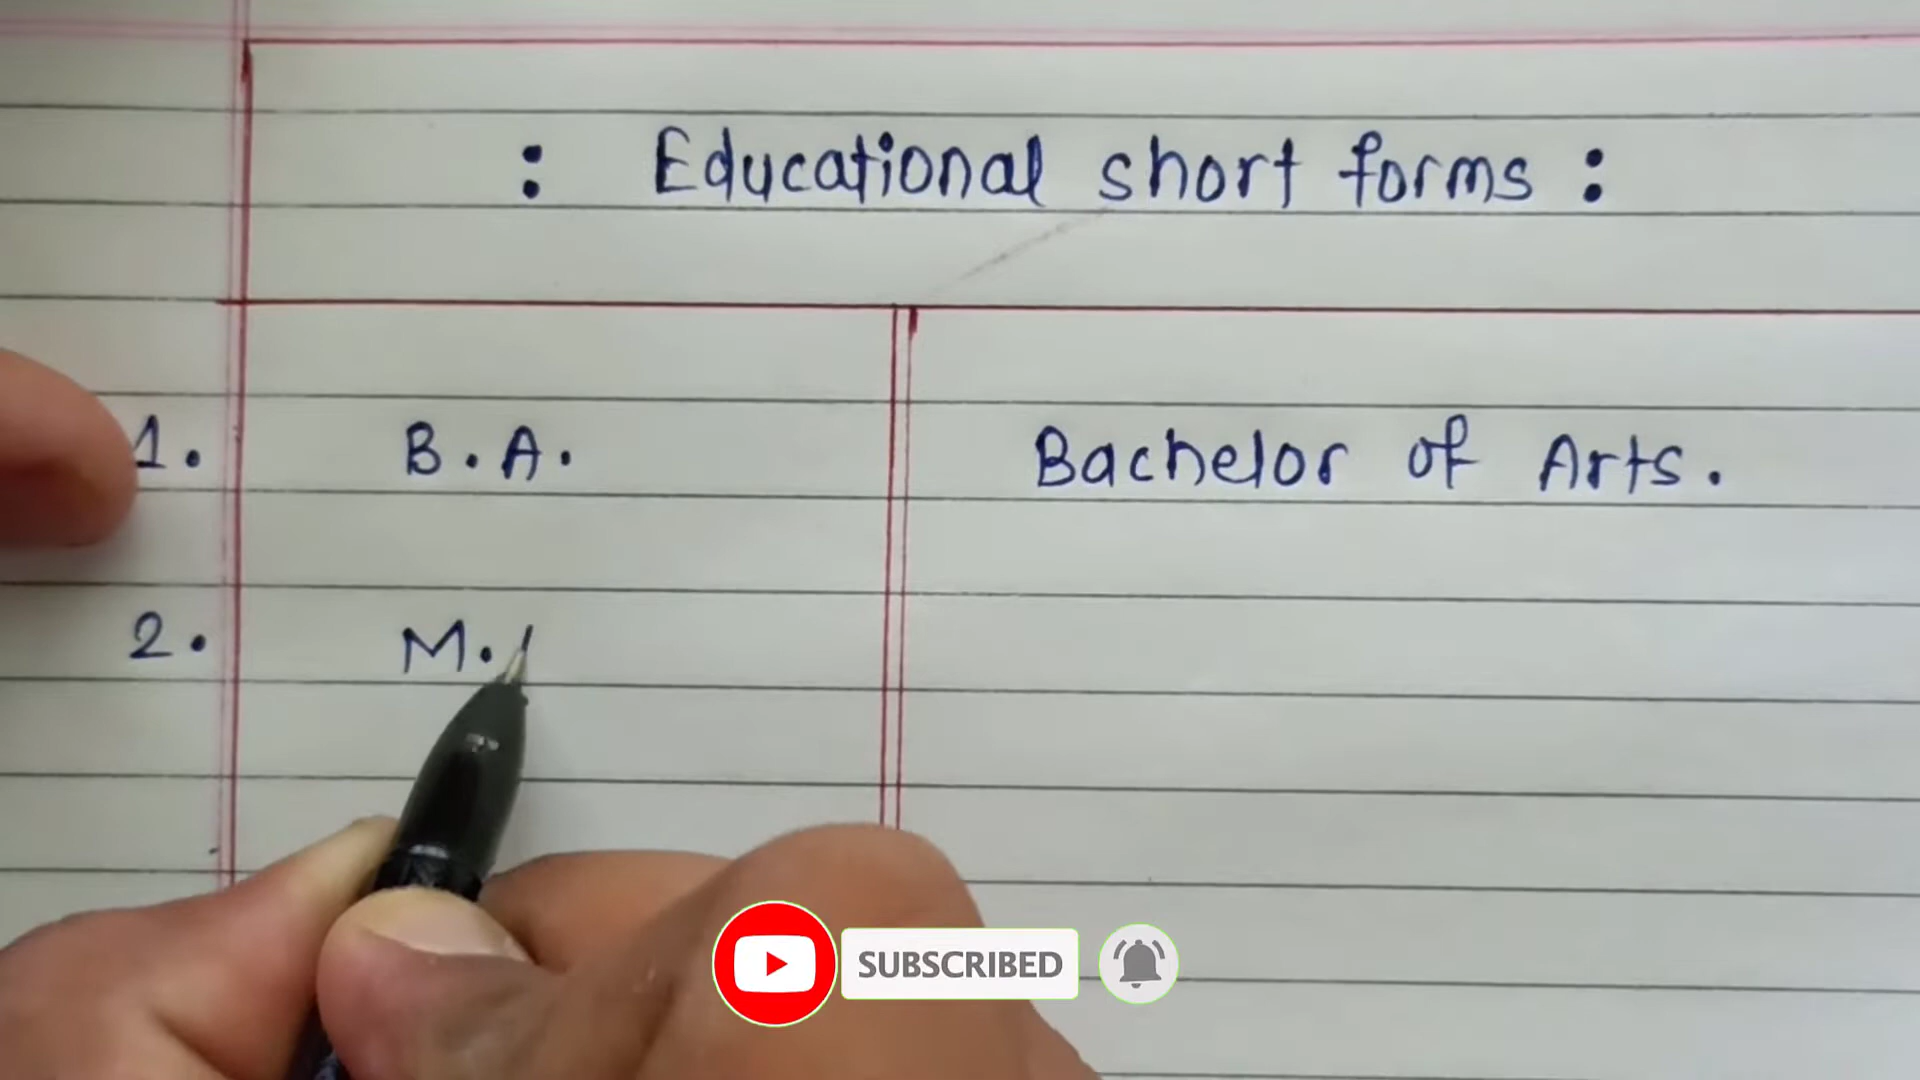 : Educational short forms :
1. B.A. Bachelor of Arts.
2. M.
SUBSCRIBED